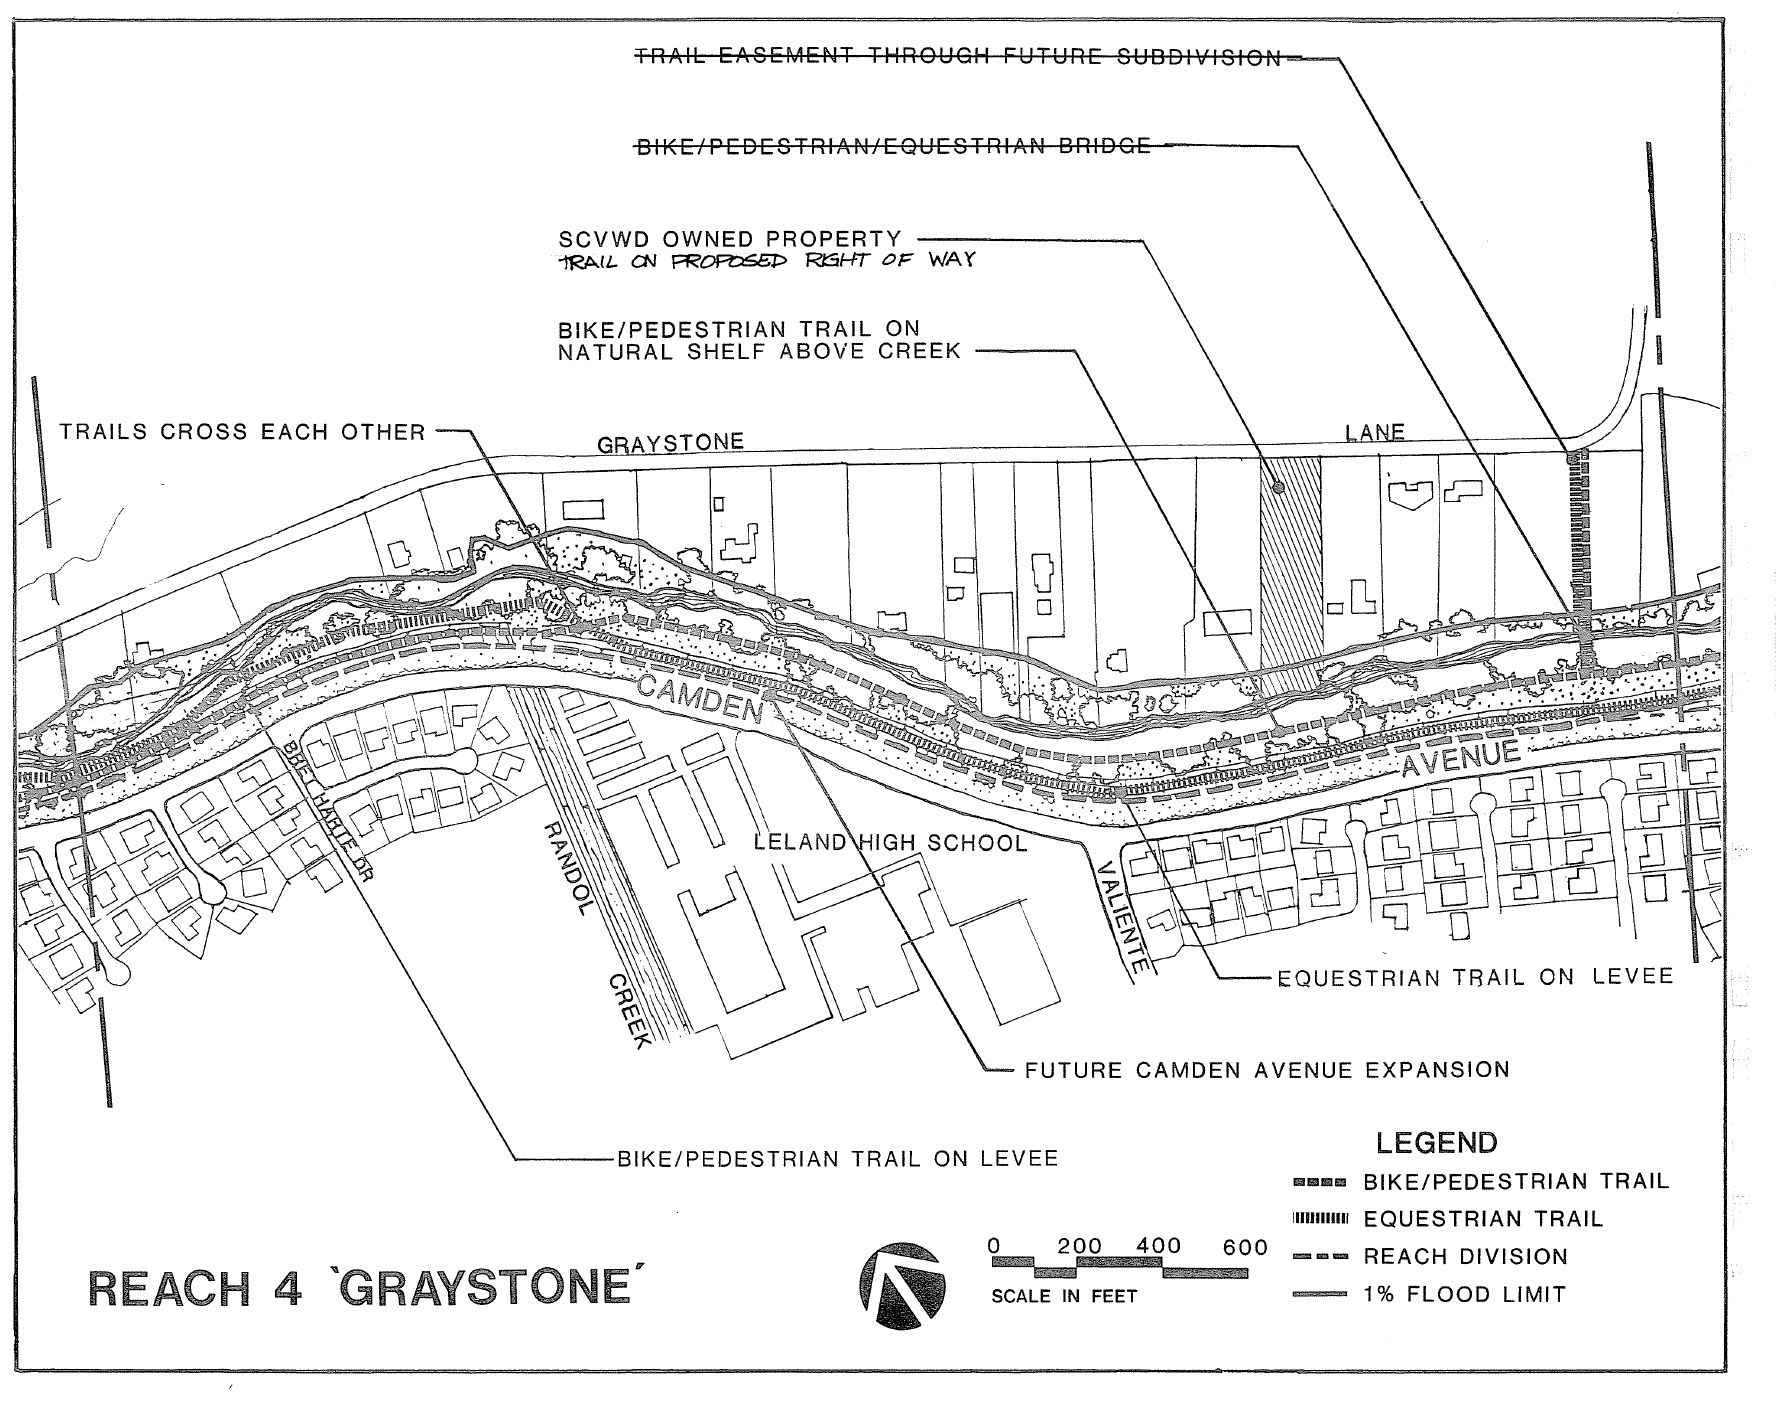 TRAIL EASEMENT THROUGH FUTURE SUBDIVISION
BIKE/PEDESTRIAN/EQUESTRIAN BRIDGE
SCVWD OWNED PROPERTY
TRAIL ON PROPOSED RIGHT OF WAY
BIKE/PEDESTRIAN TRAIL ON
NATURAL SHELF ABOVE CREEK
TRAILS CROSS EACH OTHER
GRAYSTONE LANE
CAMDEN AVENUE
BRET HARTE DR
RANDOL CREEK
LELAND HIGH SCHOOL
VALIENTE
EQUESTRIAN TRAIL ON LEVEE
FUTURE CAMDEN AVENUE EXPANSION
BIKE/PEDESTRIAN TRAIL ON LEVEE
LEGEND
BIKE/PEDESTRIAN TRAIL
EQUESTRIAN TRAIL
REACH DIVISION
1% FLOOD LIMIT
0 200 400 600
SCALE IN FEET
REACH 4 'GRAYSTONE'